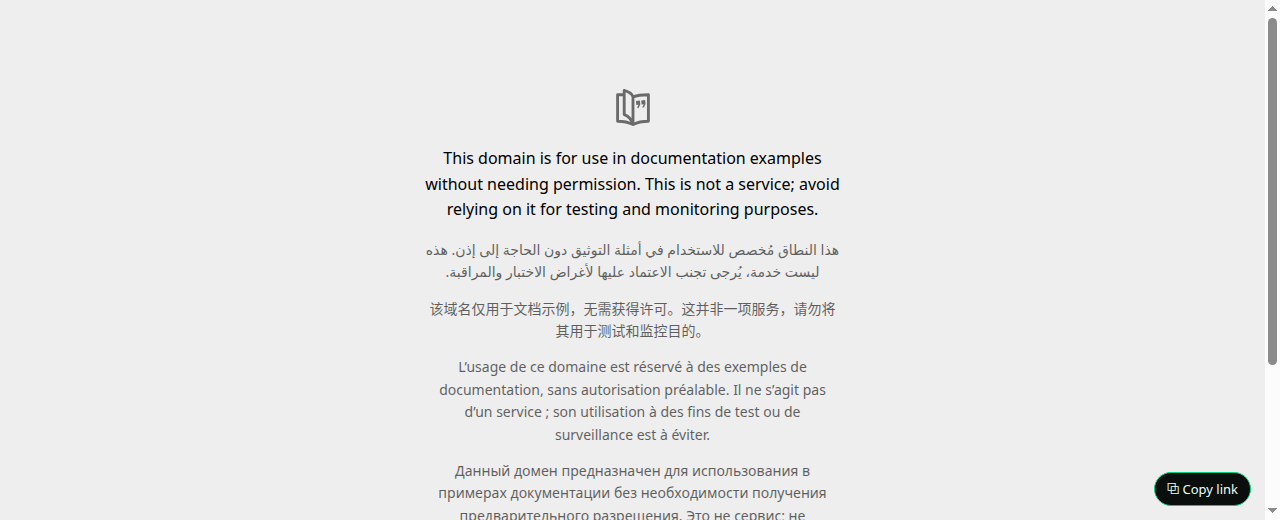 This domain is for use in documentation examples
without needing permission. This is not a service; avoid
relying on it for testing and monitoring purposes.
هذا النطاق مُخصص للاستخدام في أمثلة التوثيق دون الحاجة إلى إذن. هذه
ليست خدمة، يُرجى تجنب الاعتماد عليها لأغراض الاختبار والمراقبة.
该域名仅用于文档示例，无需获得许可。这并非一项服务，请勿将
其用于测试和监控目的。
L’usage de ce domaine est réservé à des exemples de
documentation, sans autorisation préalable. Il ne s’agit pas
d’un service ; son utilisation à des fins de test ou de
surveillance est à éviter.
Данный домен предназначен для использования в
примерах документации без необходимости получения
предварительного разрешения. Это не сервис; не
Copy link